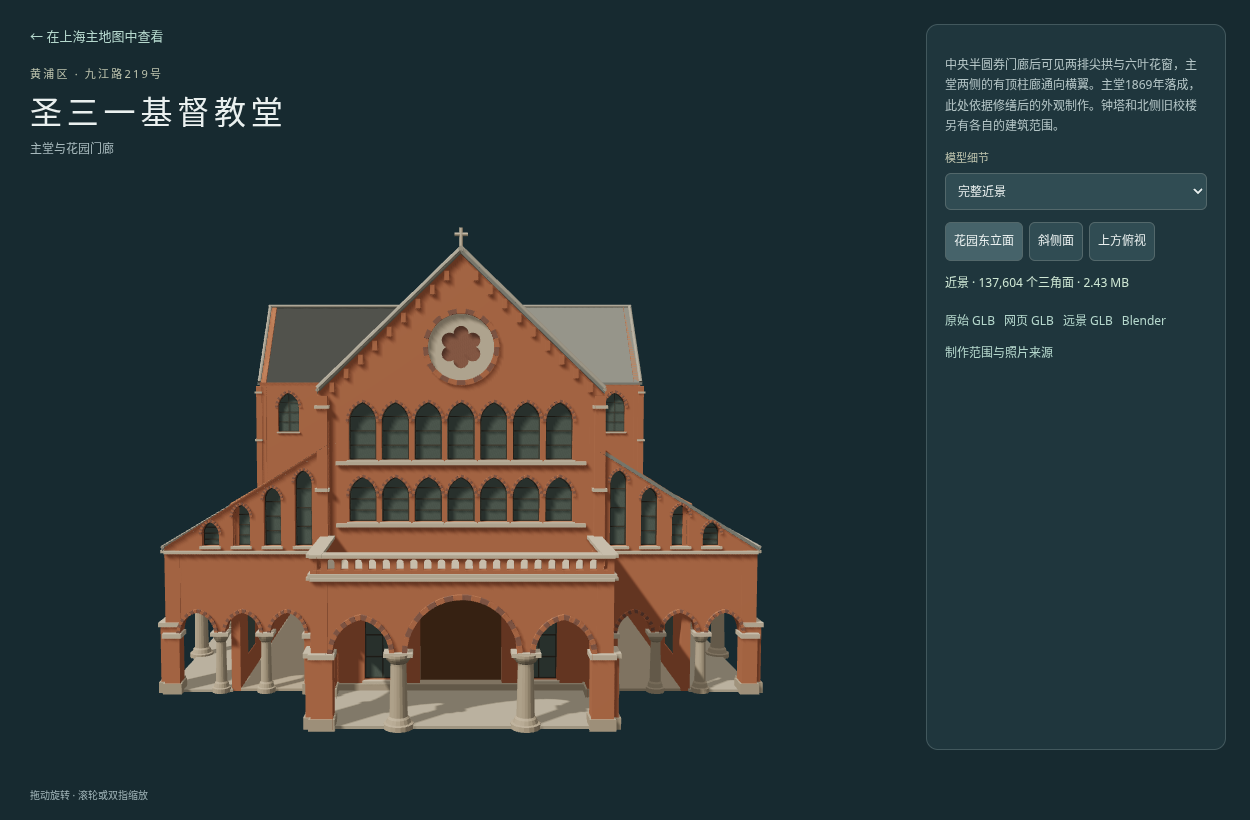 ← 在上海主地图中查看
黄浦区 · 九江路219号
圣三一基督教堂
主堂与花园门廊
中央半圆券门廊后可见两排尖拱与六叶花窗，主
堂两侧的有顶柱廊通向横翼。主堂1869年落成，
此处依据修缮后的外观制作。钟塔和北侧旧校楼
另有各自的建筑范围。
模型细节
完整近景
花园东立面 斜侧面 上方俯视
近景 · 137,604 个三角面 · 2.43 MB
原始 GLB 网页 GLB 远景 GLB Blender
制作范围与照片来源
拖动旋转 · 滚轮或双指缩放